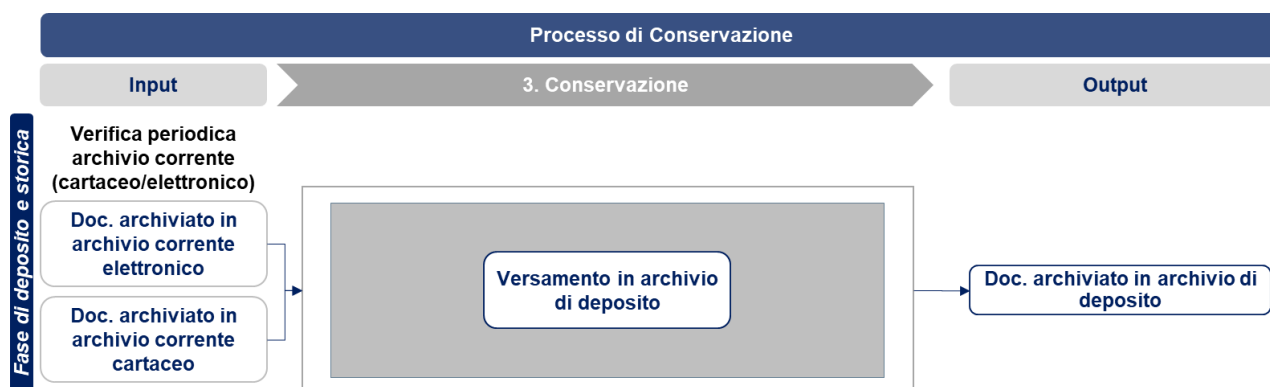 Processo di Conservazione
Input
3. Conservazione
Output
Fase di deposito e storica
Verifica periodica
archivio corrente
(cartaceo/elettronico)
Doc. archiviato in
archivio corrente
elettronico
Doc. archiviato in
archivio corrente
cartaceo
Versamento in archivio
di deposito
Doc. archiviato in archivio di
deposito